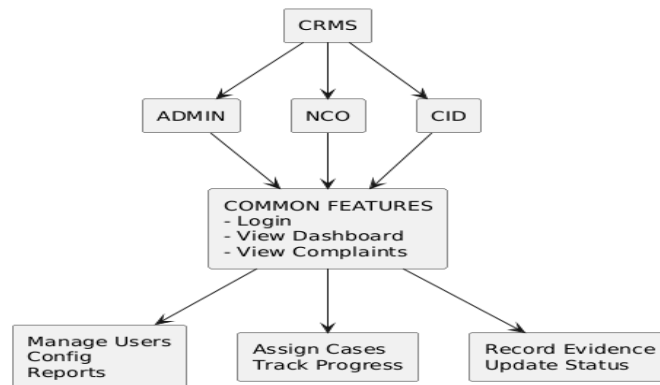 CRMS
ADMIN
NCO
CID
COMMON FEATURES
- Login
- View Dashboard
- View Complaints
Manage Users
Config
Reports
Assign Cases
Track Progress
Record Evidence
Update Status